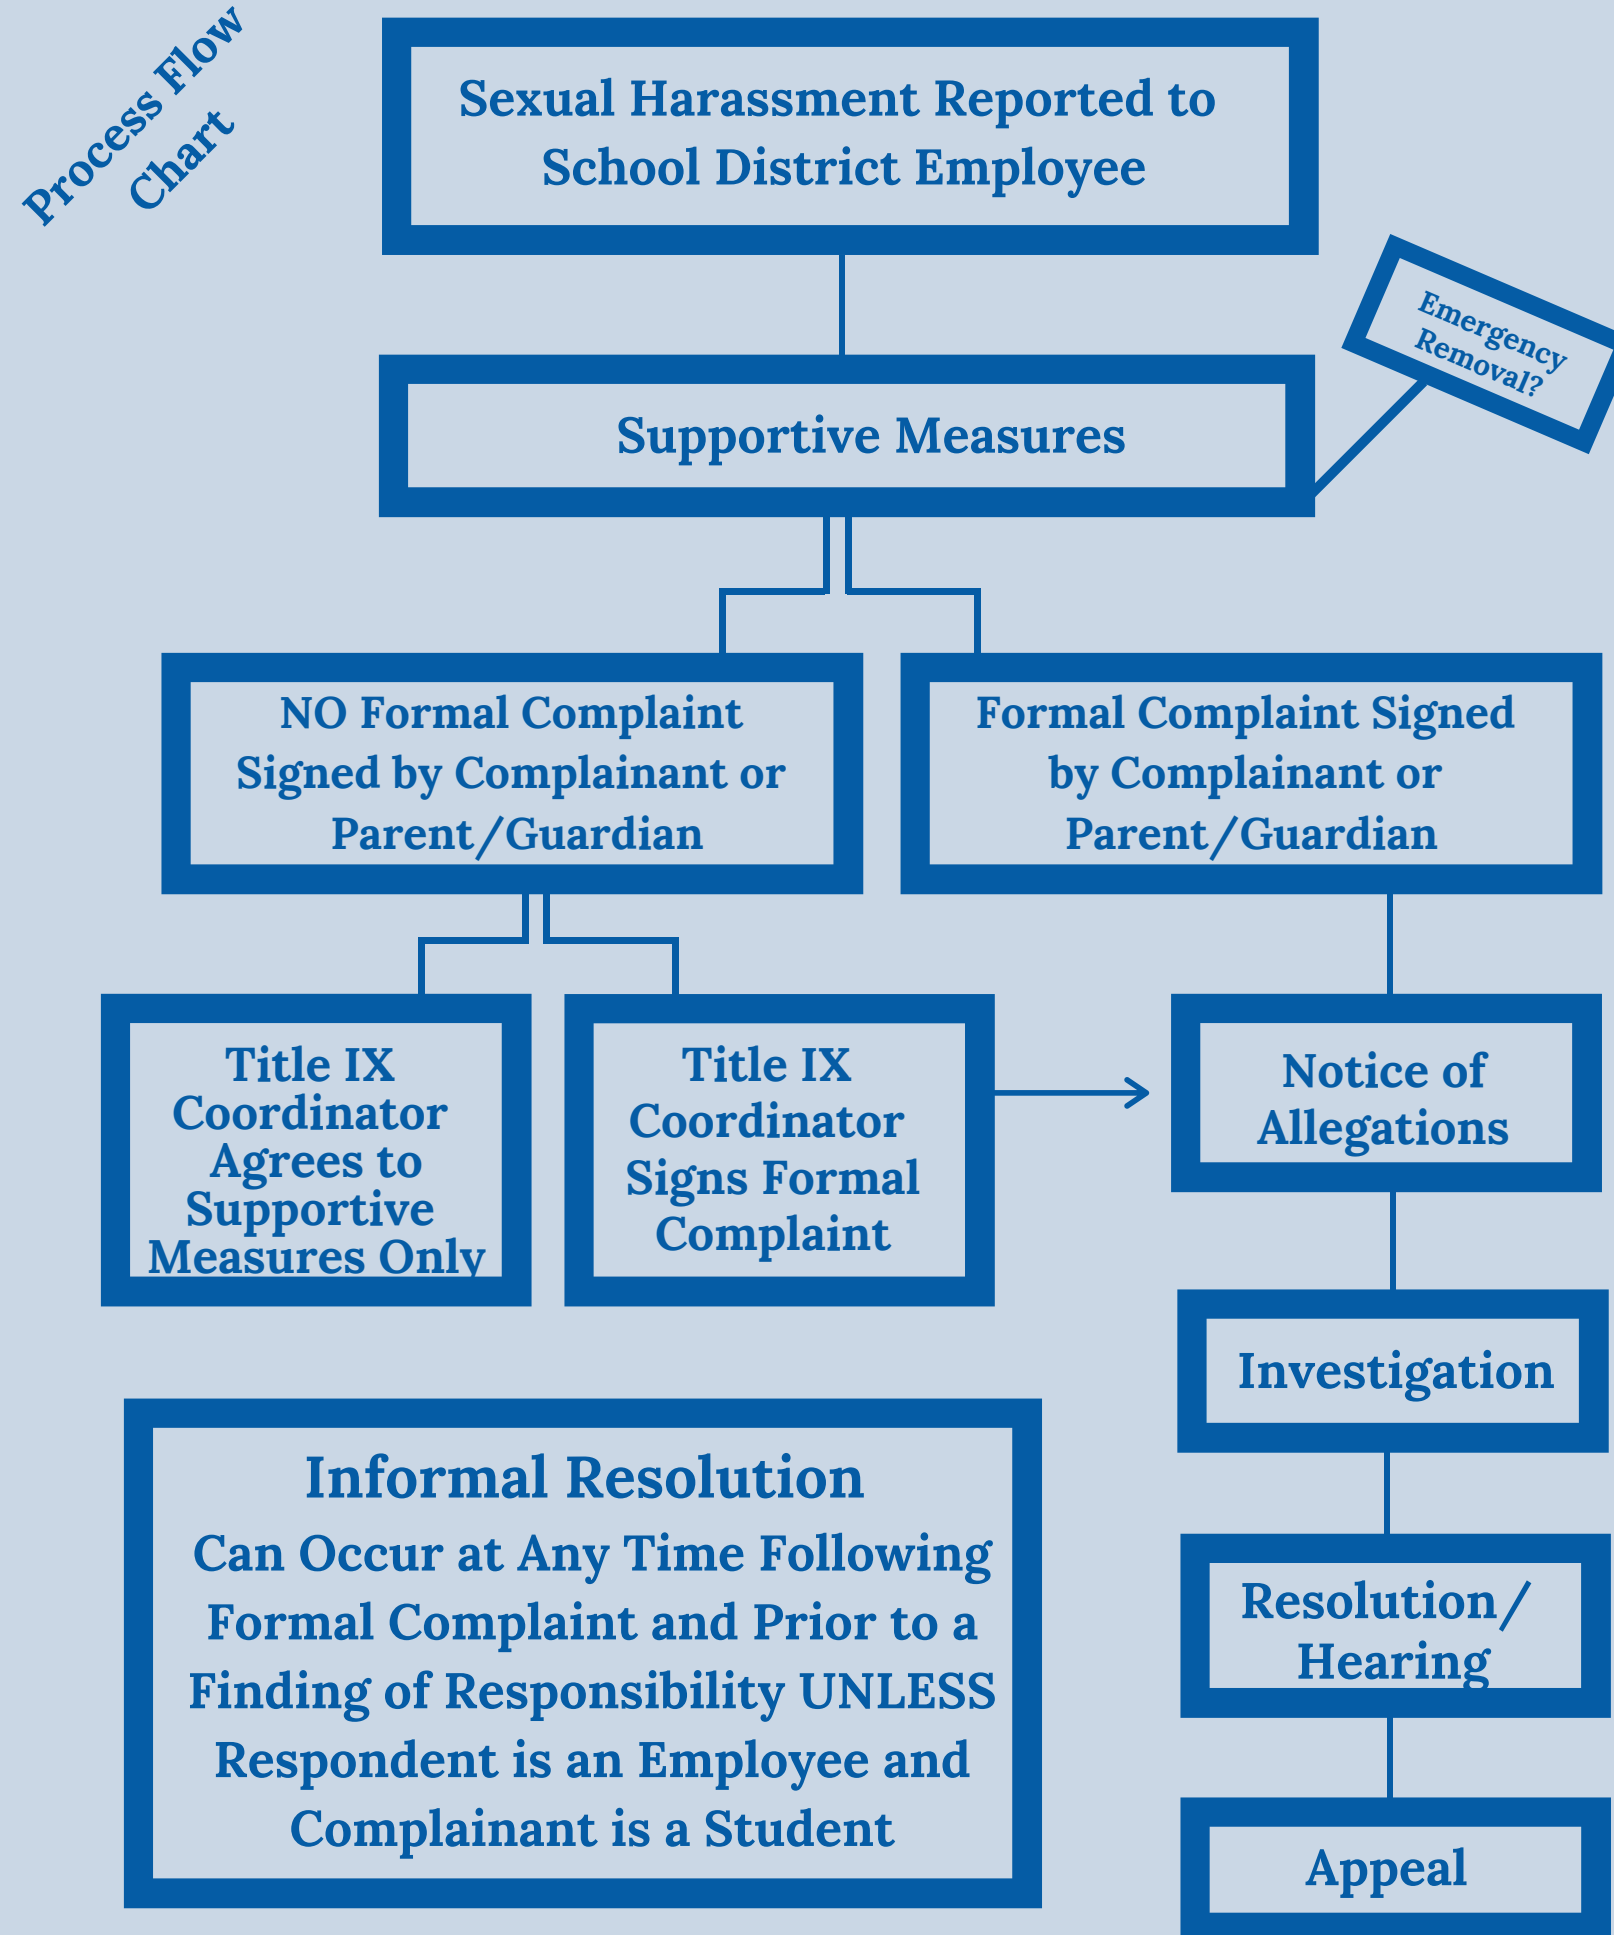 Process Flow
Chart
Sexual Harassment Reported to
School District Employee
Emergency
Removal?
Supportive Measures
NO Formal Complaint
Signed by Complainant or
Parent/Guardian
Formal Complaint Signed
by Complainant or
Parent/Guardian
Title IX
Coordinator
Agrees to
Supportive
Measures Only
Title IX
Coordinator
Signs Formal
Complaint
Notice of
Allegations
Investigation
Informal Resolution
Can Occur at Any Time Following
Formal Complaint and Prior to a
Finding of Responsibility UNLESS
Respondent is an Employee and
Complainant is a Student
Resolution/
Hearing
Appeal